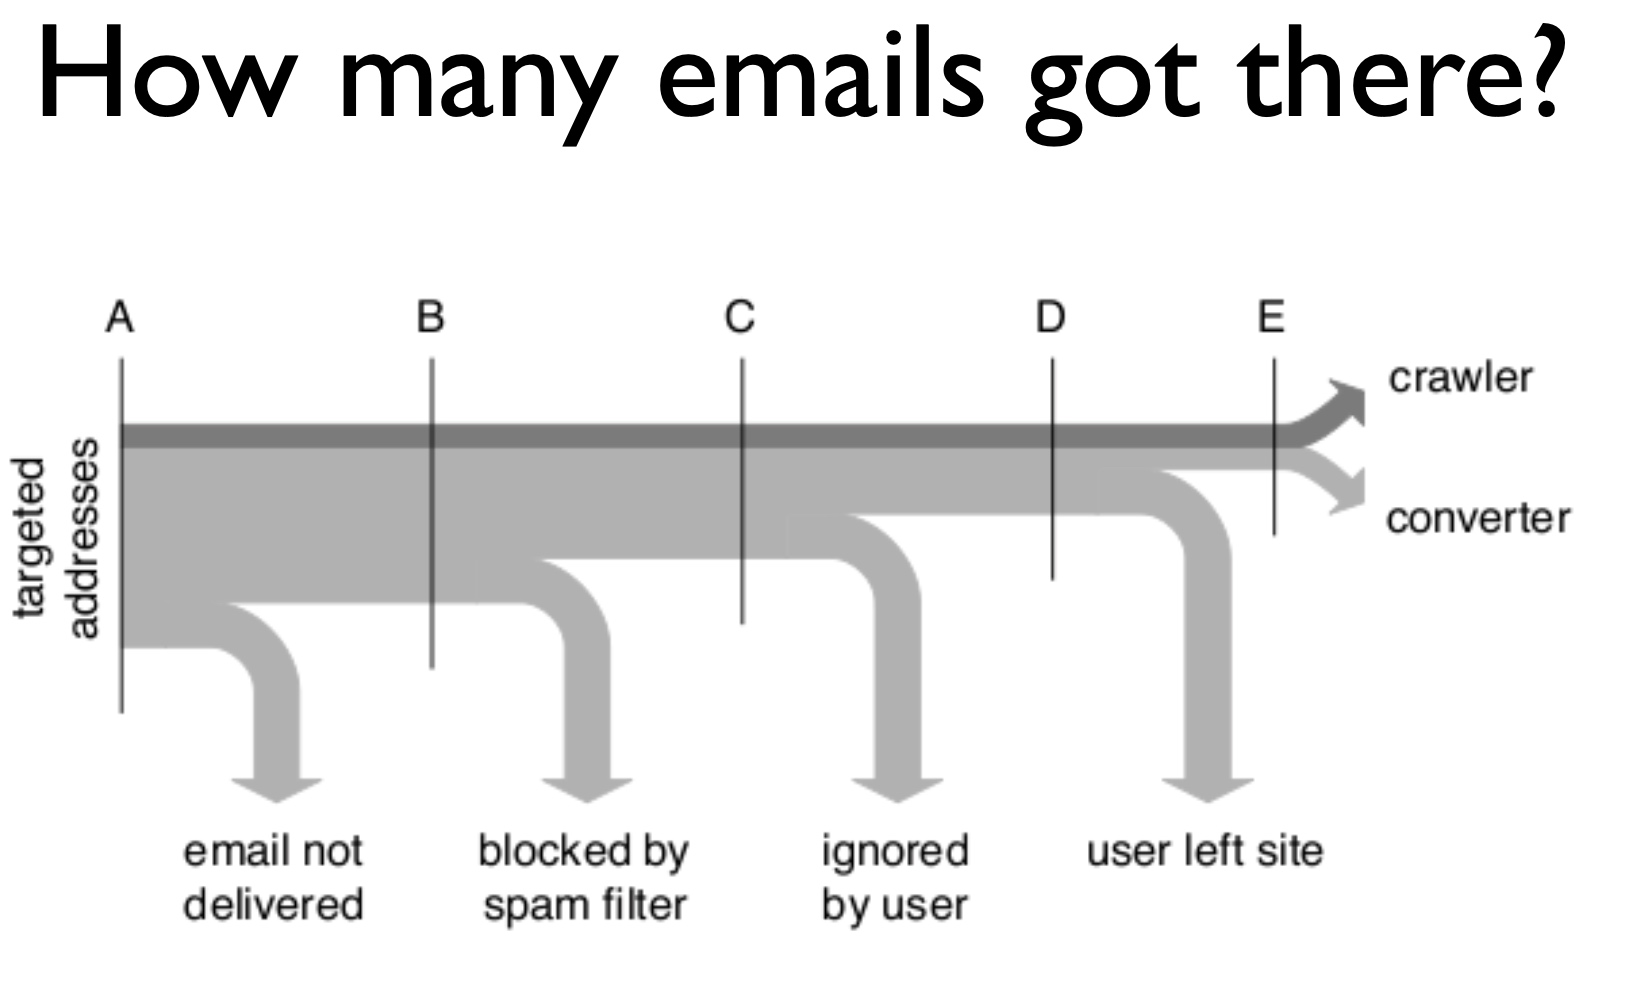 How many emails got there?
A
B
C
D
E
crawler
converter
targeted
addresses
email not
delivered
blocked by
spam filter
ignored
by user
user left site